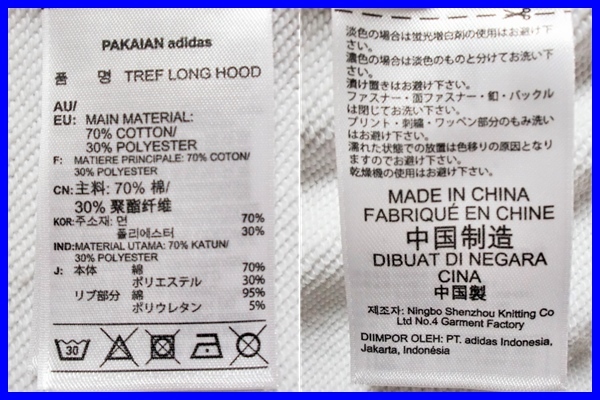 PAKAIAN adidas
품 명 TREF LONG HOOD
AU/
EU: MAIN MATERIAL:
70% COTTON/
30% POLYESTER
F: MATIERE PRINCIPALE: 70% COTON/
30% POLYESTER
CN: 主料: 70% 棉/
30% 聚酯纤维
KOR: 주소재: 면 70%
폴리에스터 30%
IND: MATERIAL UTAMA: 70% KATUN/
30% POLYESTER
J: 本体 綿 70%
ポリエステル 30%
リブ部分 綿 95%
ポリウレタン 5%
30
淡色の場合は蛍光増白剤の使用はお避け下
さい。
濃色の場合は淡色のものと分けてお洗い下
さい。
漬け置きはお避け下さい。
ファスナー・面ファスナー・釦・バックル
は閉じてお洗い下さい。
プリント・刺繍・ワッペン部分のもみ洗い
はお避け下さい。
濡れた状態での放置は色移りの原因となり
ますのでお避け下さい。
乾燥機の使用はお避け下さい。
MADE IN CHINA
FABRIQUÉ EN CHINE
中国制造
DIBUAT DI NEGARA
CINA
中国製
제조자: Ningbo Shenzhou Knitting Co
Ltd No.4 Garment Factory
DIIMPOR OLEH: PT. adidas Indonesia,
Jakarta, Indonésia